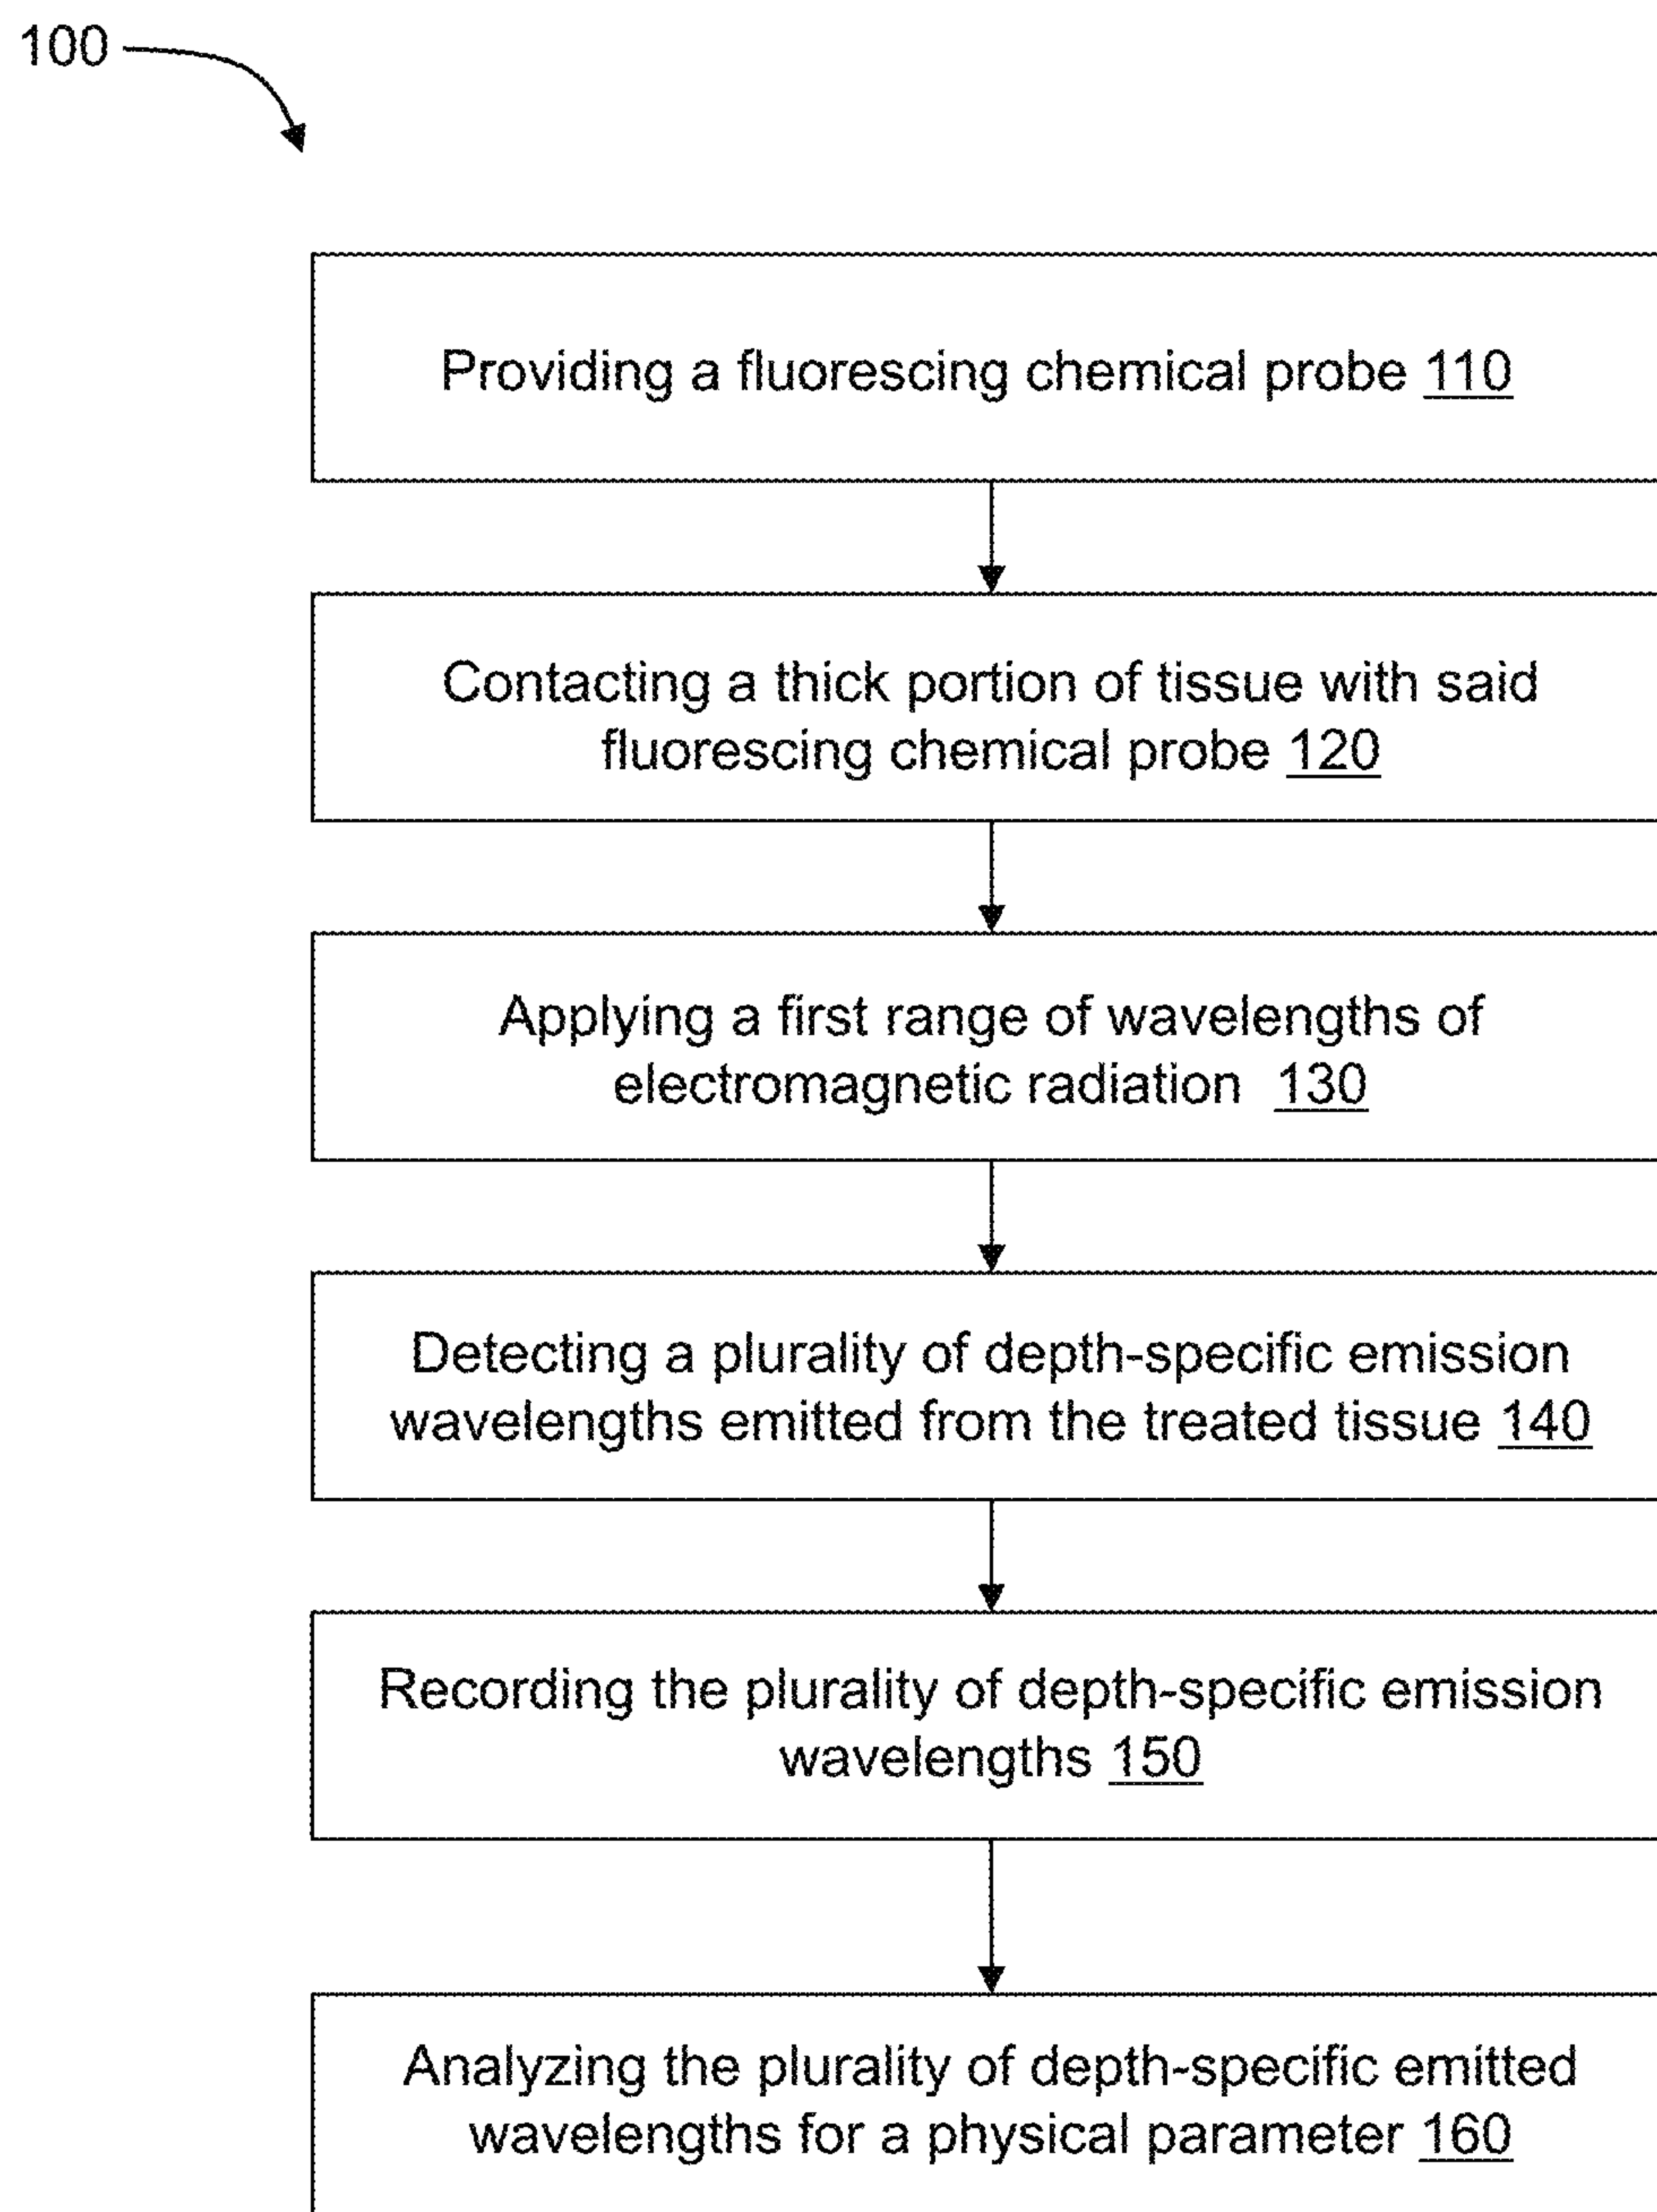 100
Providing a fluorescing chemical probe 110
Contacting a thick portion of tissue with said
fluorescing chemical probe 120
Applying a first range of wavelengths of
electromagnetic radiation 130
Detecting a plurality of depth-specific emission
wavelengths emitted from the treated tissue 140
Recording the plurality of depth-specific emission
wavelengths 150
Analyzing the plurality of depth-specific emitted
wavelengths for a physical parameter 160